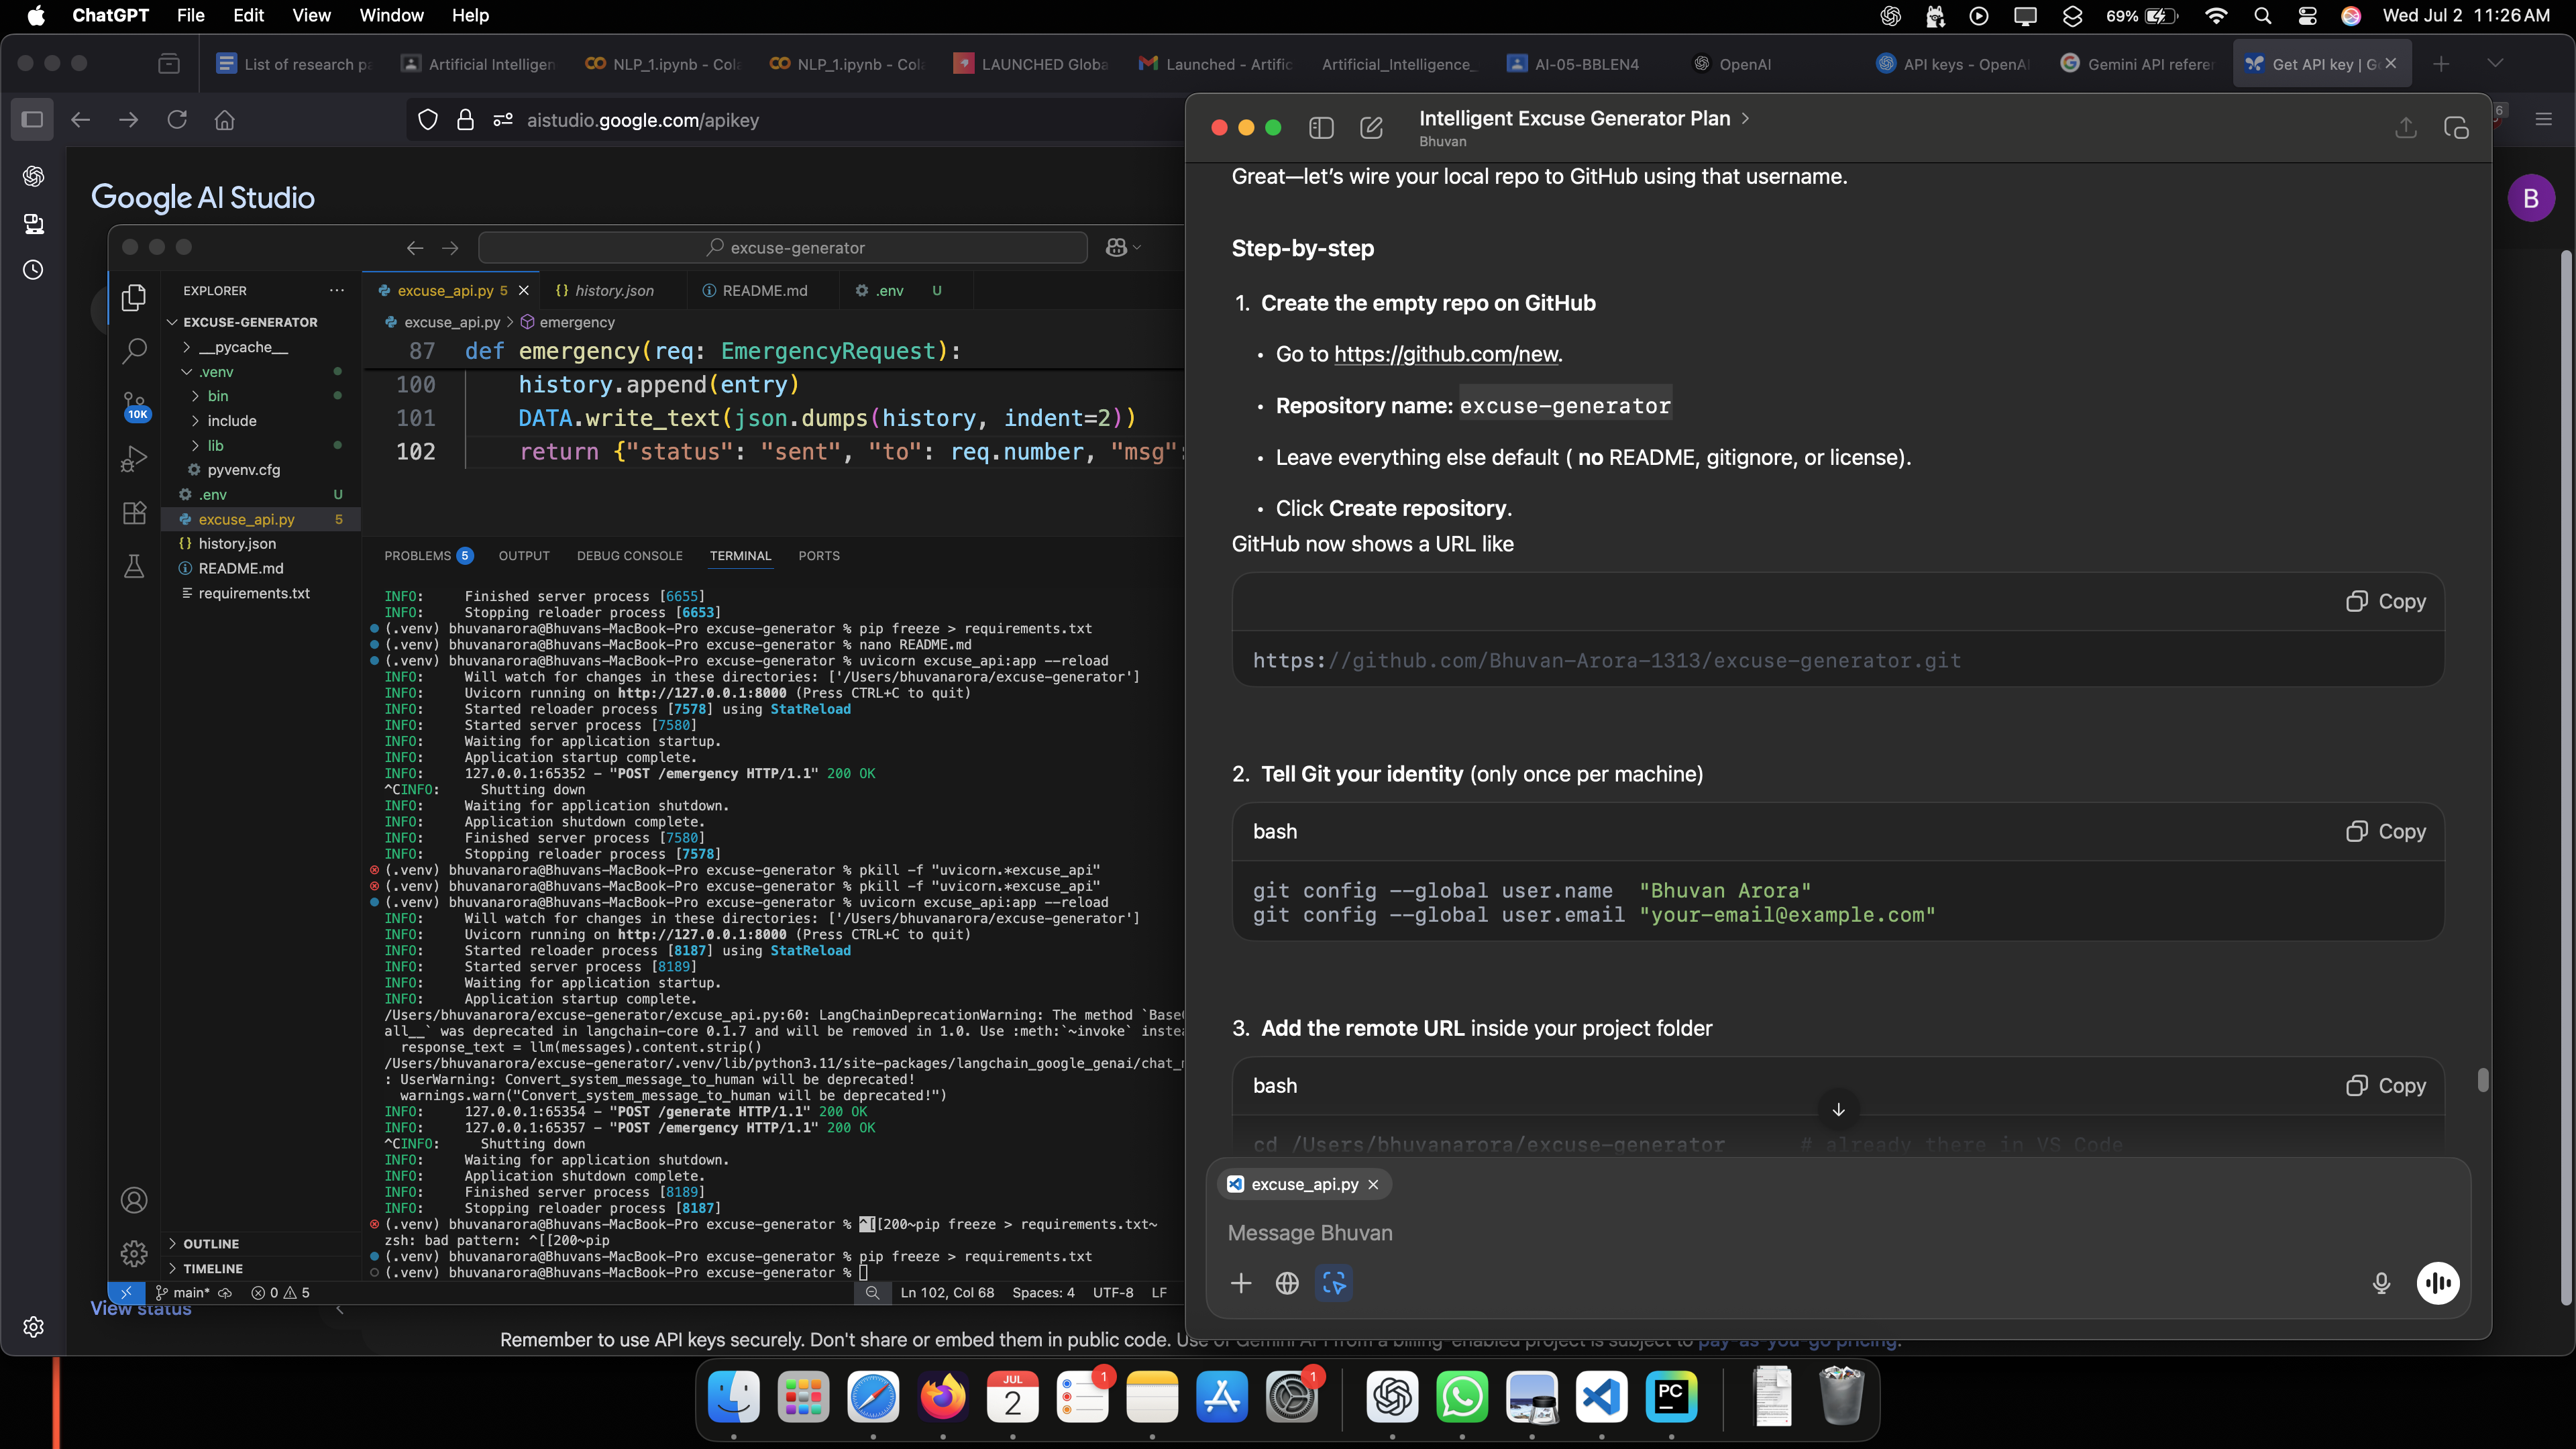 ChatGPT File Edit View Window Help 69% Wed Jul 2 11:26 AM
List of research pa
Artificial Intelligen
NLP_1.ipynb - Cola
NLP_1.ipynb - Cola
LAUNCHED Globa
Launched - Artific
Artificial_Intelligence_
AI-05-BBLEN4
OpenAI
API keys - OpenAI
Gemini API referen
Get API key | G
aistudio.google.com/apikey
6
Google AI Studio
B
excuse-generator
EXPLORER
EXCUSE-GENERATOR
__pycache__
.venv
bin
include
lib
pyvenv.cfg
.env U
excuse_api.py 5
history.json
README.md
requirements.txt
10K
OUTLINE
TIMELINE
excuse_api.py 5
{} history.json
README.md
.env U
excuse_api.py > emergency
87 def emergency(req: EmergencyRequest):
100 history.append(entry)
101 DATA.write_text(json.dumps(history, indent=2))
102 return {"status": "sent", "to": req.number, "msg":
PROBLEMS 5 OUTPUT DEBUG CONSOLE TERMINAL PORTS
INFO: Finished server process [6655]
INFO: Stopping reloader process [6653]
(.venv) bhuvanarora@Bhuvans-MacBook-Pro excuse-generator % pip freeze > requirements.txt
(.venv) bhuvanarora@Bhuvans-MacBook-Pro excuse-generator % nano README.md
(.venv) bhuvanarora@Bhuvans-MacBook-Pro excuse-generator % uvicorn excuse_api:app --reload
INFO: Will watch for changes in these directories: ['/Users/bhuvanarora/excuse-generator']
INFO: Uvicorn running on http://127.0.0.1:8000 (Press CTRL+C to quit)
INFO: Started reloader process [7578] using StatReload
INFO: Started server process [7580]
INFO: Waiting for application startup.
INFO: Application startup complete.
INFO: 127.0.0.1:65352 - "POST /emergency HTTP/1.1" 200 OK
^CINFO: Shutting down
INFO: Waiting for application shutdown.
INFO: Application shutdown complete.
INFO: Finished server process [7580]
INFO: Stopping reloader process [7578]
(.venv) bhuvanarora@Bhuvans-MacBook-Pro excuse-generator % pkill -f "uvicorn.*excuse_api"
(.venv) bhuvanarora@Bhuvans-MacBook-Pro excuse-generator % pkill -f "uvicorn.*excuse_api"
(.venv) bhuvanarora@Bhuvans-MacBook-Pro excuse-generator % uvicorn excuse_api:app --reload
INFO: Will watch for changes in these directories: ['/Users/bhuvanarora/excuse-generator']
INFO: Uvicorn running on http://127.0.0.1:8000 (Press CTRL+C to quit)
INFO: Started reloader process [8187] using StatReload
INFO: Started server process [8189]
INFO: Waiting for application startup.
INFO: Application startup complete.
/Users/bhuvanarora/excuse-generator/excuse_api.py:60: LangChainDeprecationWarning: The method `BaseC
all__` was deprecated in langchain-core 0.1.7 and will be removed in 1.0. Use :meth:`~invoke` instea
response_text = llm(messages).content.strip()
/Users/bhuvanarora/excuse-generator/.venv/lib/python3.11/site-packages/langchain_google_genai/chat_m
: UserWarning: Convert_system_message_to_human will be deprecated!
warnings.warn("Convert_system_message_to_human will be deprecated!")
INFO: 127.0.0.1:65354 - "POST /generate HTTP/1.1" 200 OK
INFO: 127.0.0.1:65357 - "POST /emergency HTTP/1.1" 200 OK
^CINFO: Shutting down
INFO: Waiting for application shutdown.
INFO: Application shutdown complete.
INFO: Finished server process [8189]
INFO: Stopping reloader process [8187]
(.venv) bhuvanarora@Bhuvans-MacBook-Pro excuse-generator % ^[[200~pip freeze > requirements.txt~
zsh: bad pattern: ^[[200~pip
(.venv) bhuvanarora@Bhuvans-MacBook-Pro excuse-generator % pip freeze > requirements.txt
(.venv) bhuvanarora@Bhuvans-MacBook-Pro excuse-generator %
main* 0 5 Ln 102, Col 68 Spaces: 4 UTF-8 LF
View status
Remember to use API keys securely. Don't share or embed them in public code. Use of Gemini API from a billing-enabled project is subject to pay-as-you-go pricing.
Intelligent Excuse Generator Plan
Bhuvan
Great—let's wire your local repo to GitHub using that username.
Step-by-step
1. Create the empty repo on GitHub
• Go to https://github.com/new.
• Repository name: excuse-generator
• Leave everything else default ( no README, gitignore, or license).
• Click Create repository.
GitHub now shows a URL like
Copy
https://github.com/Bhuvan-Arora-1313/excuse-generator.git
2. Tell Git your identity (only once per machine)
bash Copy
git config --global user.name "Bhuvan Arora"
git config --global user.email "your-email@example.com"
3. Add the remote URL inside your project folder
bash Copy
cd /Users/bhuvanarora/excuse-generator # already there in VS Code
excuse_api.py
Message Bhuvan
JUL
2
1
1
PC